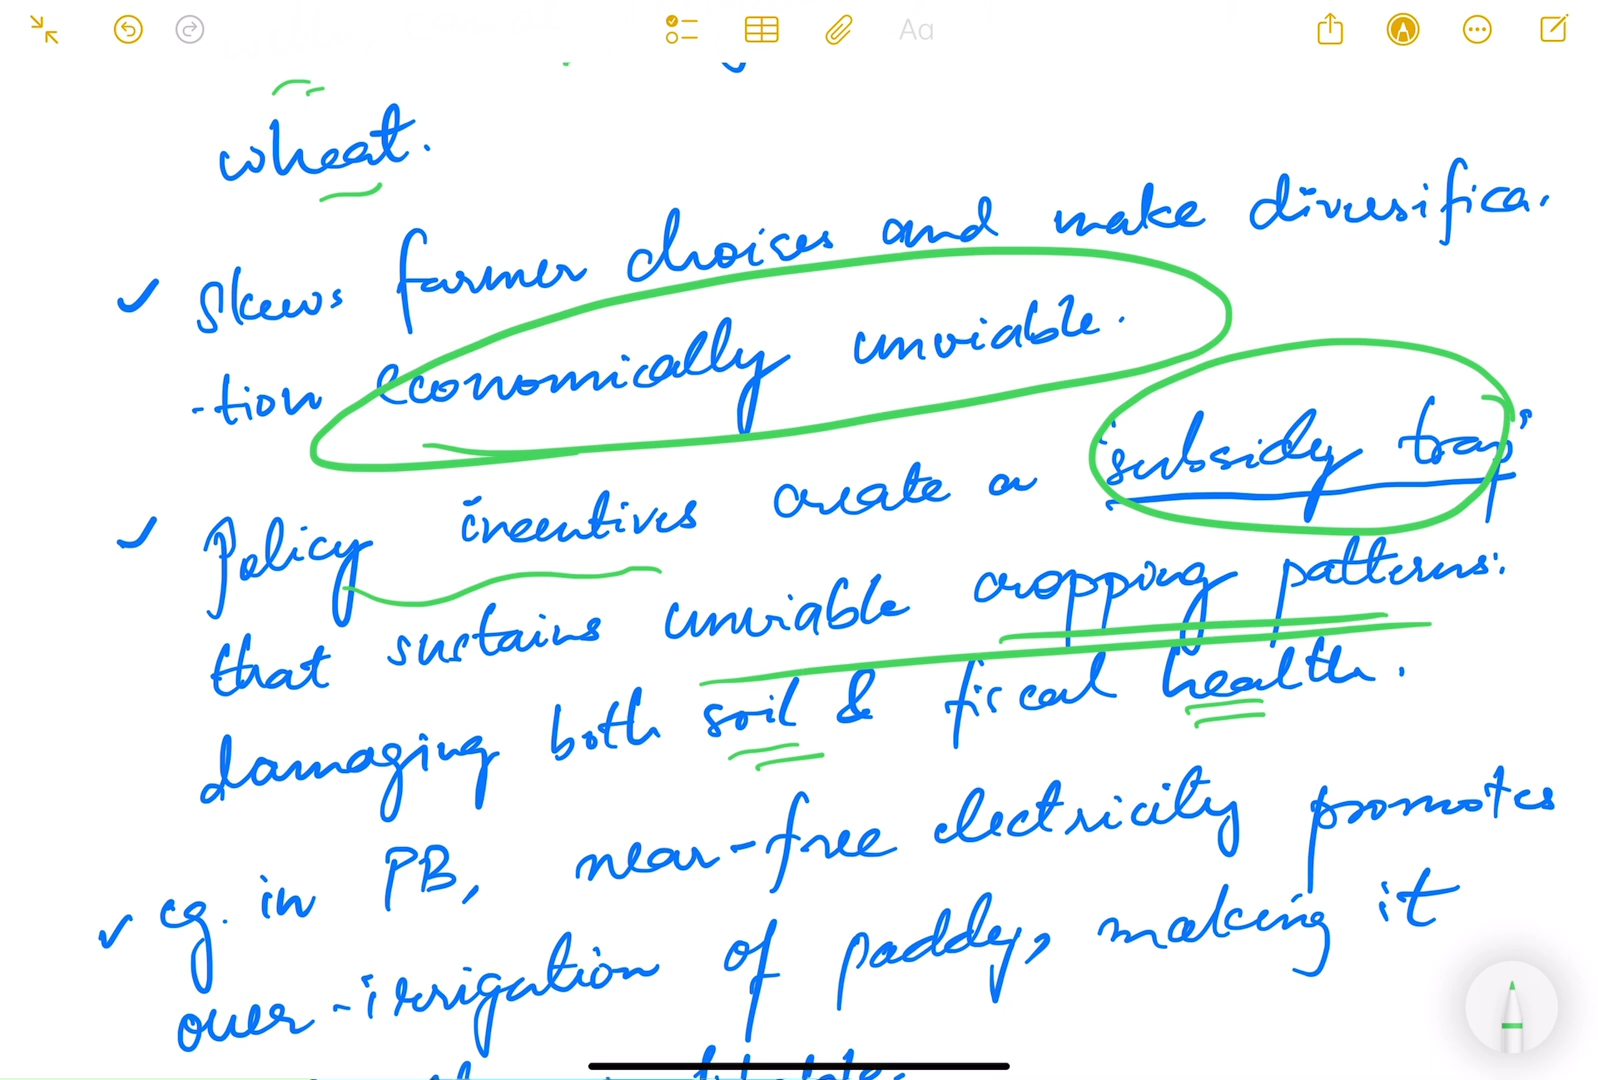 Aa
wheat.
✓ Skews farmer choices and make diversifica-
-tion economically unviable.
✓ Policy incentives create a 'subsidy trap'
that sustains unviable cropping patterns:
damaging both soil & fiscal health.
✓ eg. in PB, near-free electricity promotes
over-irrigation of paddy, making it